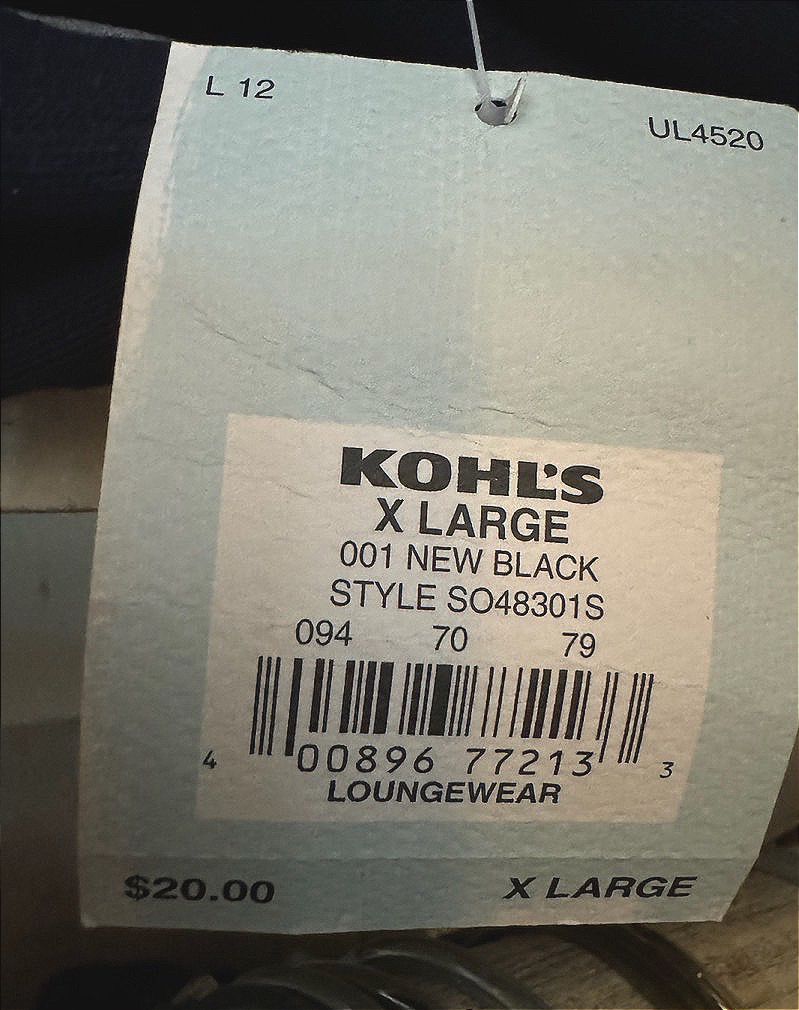 L 12
UL4520
KOHL'S
X LARGE
001 NEW BLACK
STYLE SO48301S
094 70 79
4 00896 77213 3
LOUNGEWEAR
$20.00 X LARGE